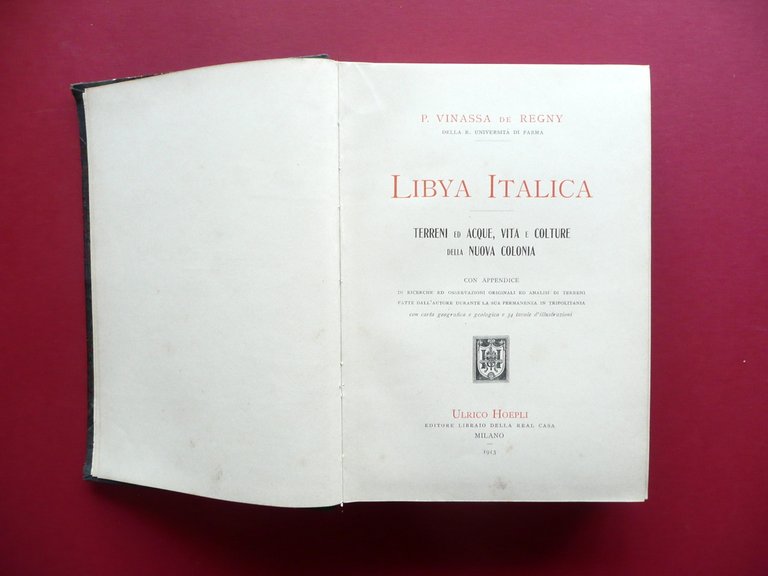 P. VINASSA DE REGNY
DELLA R. UNIVERSITÀ DI PARMA
LIBYA ITALICA
TERRENI ED ACQUE, VITA E COLTURE
DELLA NUOVA COLONIA
CON APPENDICE
DI RICERCHE ED OSSERVAZIONI ORIGINALI ED ANALISI DI TERRENI
FATTE DALL'AUTORE DURANTE LA SUA PERMANENZA IN TRIPOLITANIA
con carta geografica e geologica e 34 tavole d'illustrazioni
ULRICO HOEPLI
EDITORE LIBRAIO DELLA REAL CASA
MILANO
1913